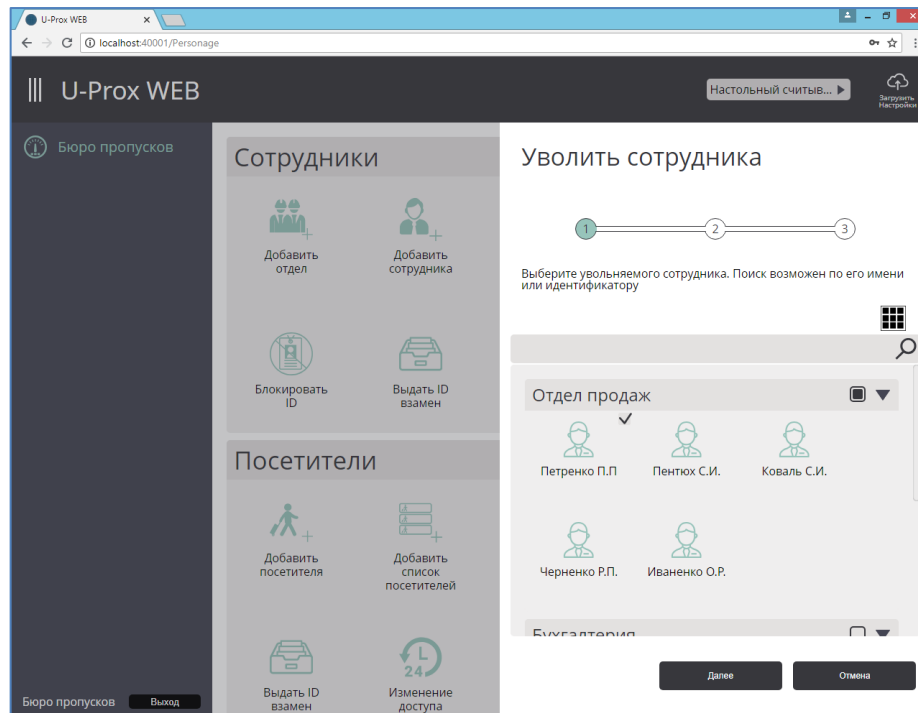 U-Prox WEB
localhost:40001/Personage
U-Prox WEB
Настольный считыв...
Загрузить
Настройки
Бюро пропусков
Сотрудники
Добавить
отдел
Добавить
сотрудника
Блокировать
ID
Выдать ID
взамен
Посетители
Добавить
посетителя
Добавить
список
посетителей
Выдать ID
взамен
24
Изменение
доступа
Бюро пропусков
Выход
Уволить сотрудника
1 2 3
Выберите увольняемого сотрудника. Поиск возможен по его имени
или идентификатору
Отдел продаж
Петренко П.П Пентюх С.И. Коваль С.И.
Черненко Р.П. Иваненко О.Р.
Бухгалтерия
Далее Отмена